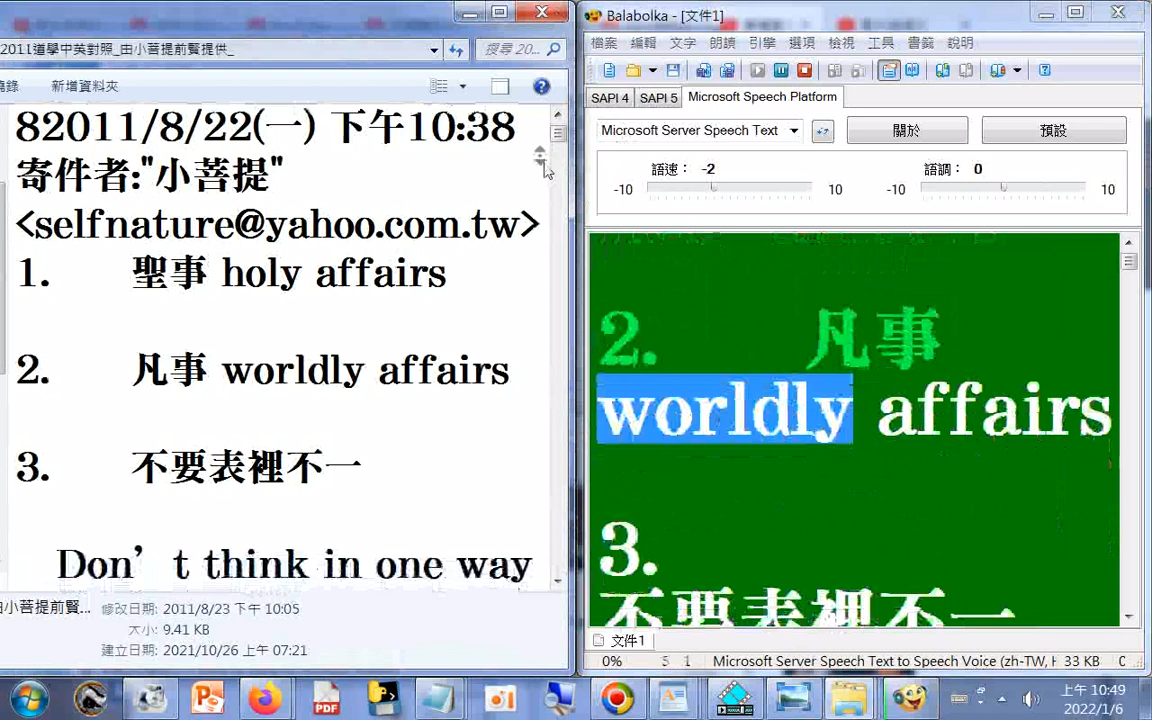 2011道學中英對照_由小菩提前賢提供_
搜尋 20...
新增資料夾
82011/8/22(一) 下午10:38
寄件者:"小菩提"
<selfnature@yahoo.com.tw>
1. 聖事 holy affairs
2. 凡事 worldly affairs
3. 不要表裡不一
Don’t think in one way
由小菩提前賢... 修改日期: 2011/8/23 下午 10:05
大小: 9.41 KB
建立日期: 2021/10/26 上午 07:21
Balabolka - [文件1]
檔案 編輯 文字 朗讀 引擎 選項 檢視 工具 書籤 說明
SAPI 4 SAPI 5 Microsoft Speech Platform
Microsoft Server Speech Text 關於 預設
語速： -2 語調： 0
-10 10 -10 10
2. 凡事
worldly affairs
3.
不要表裡不一
文件1
0% 5 1 Microsoft Server Speech Text to Speech Voice (zh-TW, H 33 KB
PDF
上午 10:49
2022/1/6